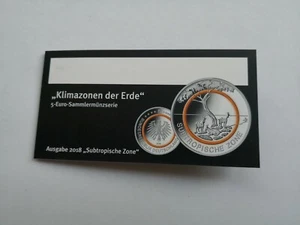 „Klimazonen der Erde“
5-Euro-Sammlermünzserie
SUBTROPISCHE ZONE
Ausgabe 2018 „Subtropische Zone“